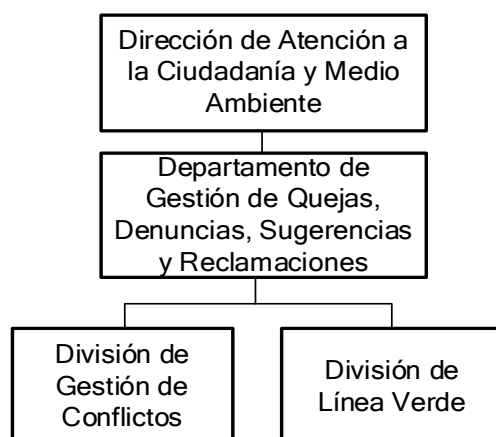 Dirección de Atención a
la Ciudadanía y Medio
Ambiente
Departamento de
Gestión de Quejas,
Denuncias, Sugerencias
y Reclamaciones
División de
Gestión de
Conflictos
División de
Línea Verde